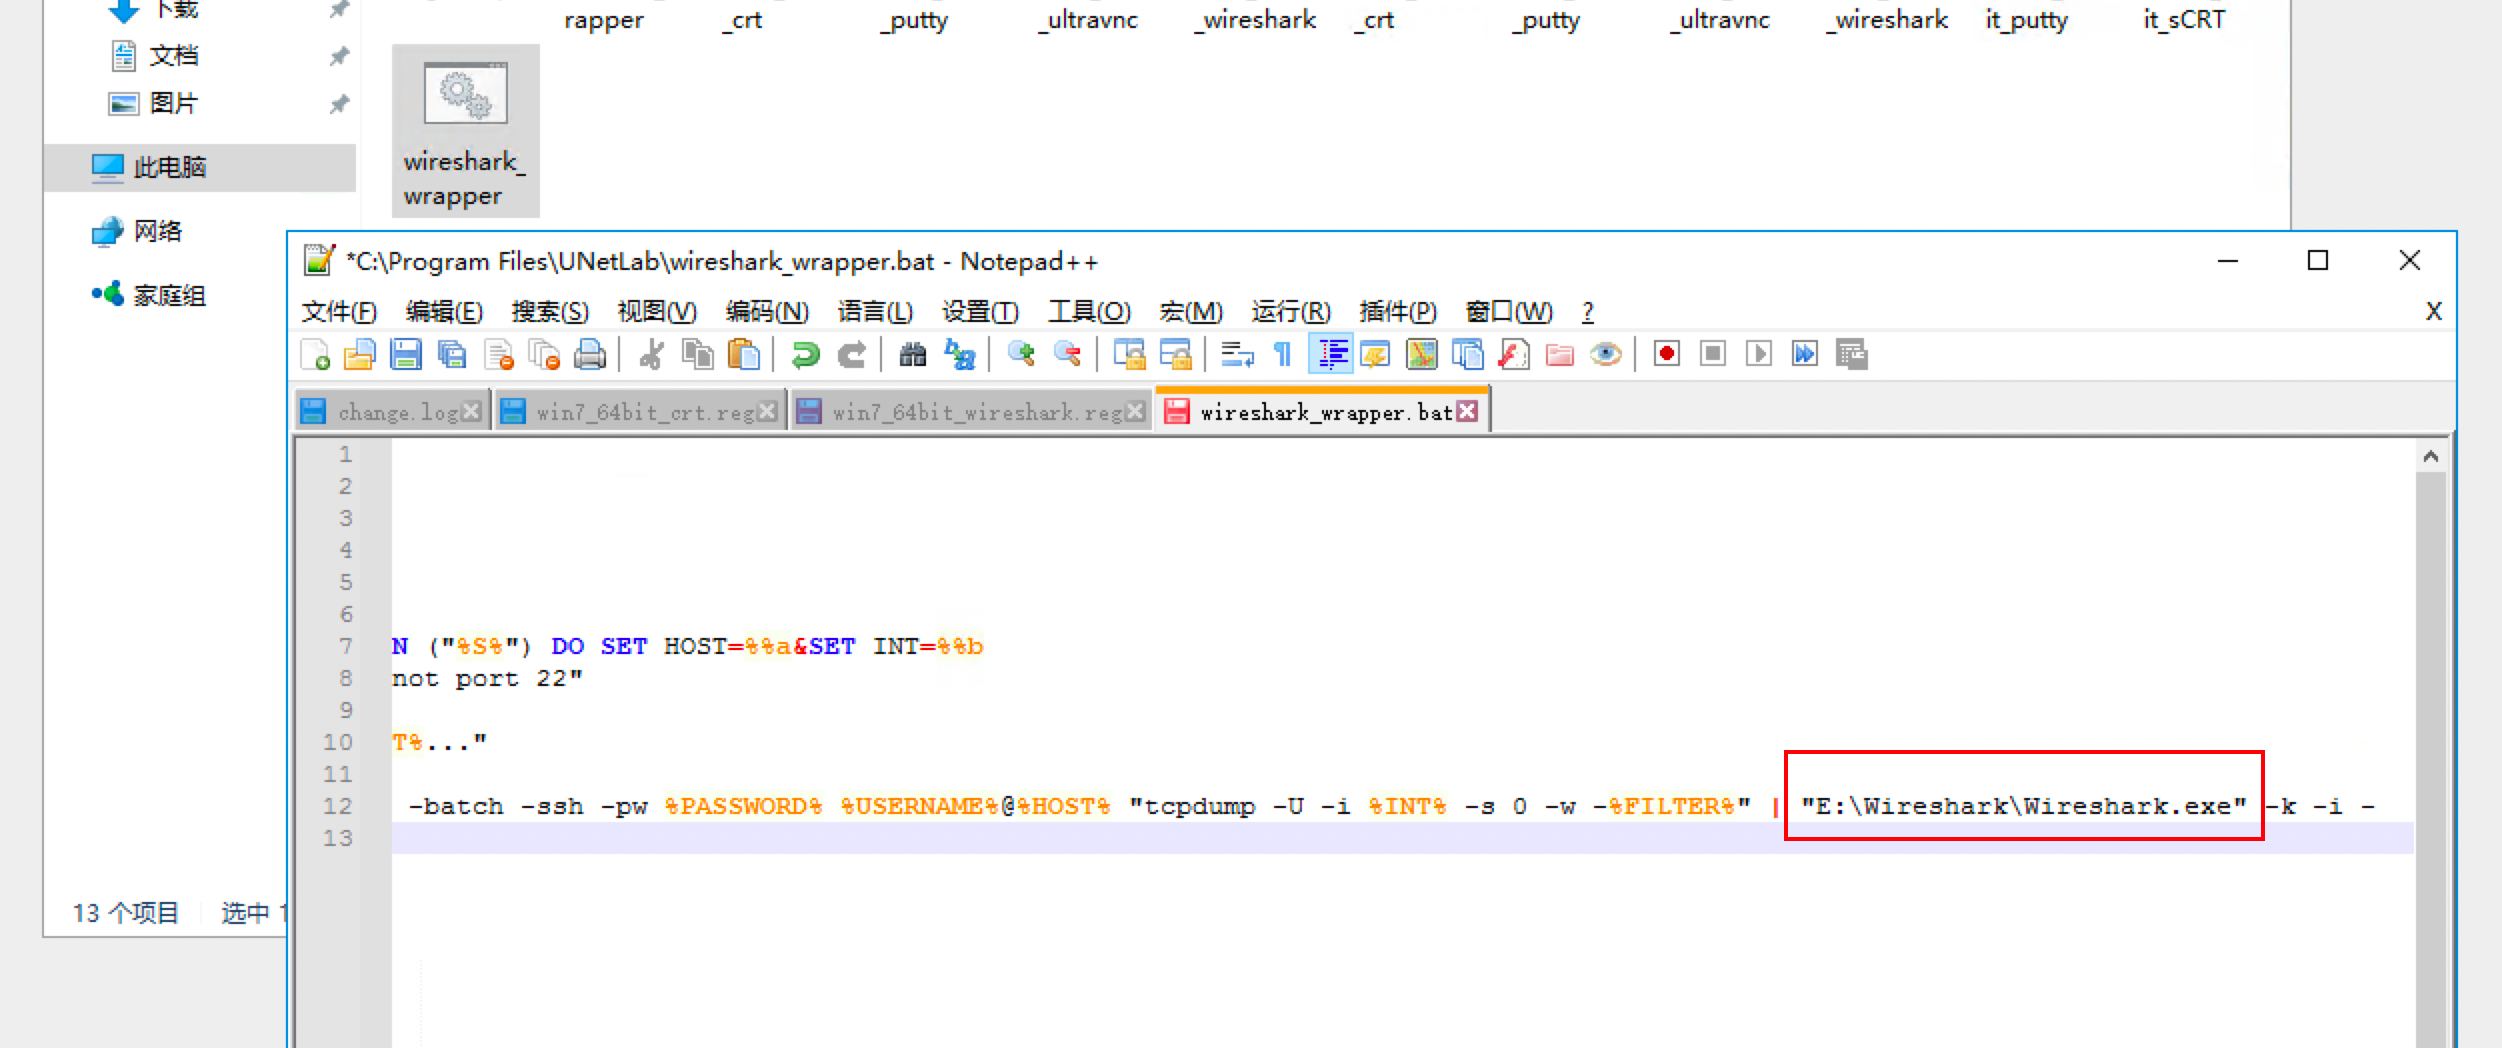 下载
rapper
_crt
_putty
_ultravnc
_wireshark
_crt
_putty
_ultravnc
_wireshark
it_putty
it_sCRT
文档
图片
此电脑
网络
家庭组
wireshark_
wrapper
*C:\Program Files\UNetLab\wireshark_wrapper.bat - Notepad++
文件(F) 编辑(E) 搜索(S) 视图(V) 编码(N) 语言(L) 设置(T) 工具(O) 宏(M) 运行(R) 插件(P) 窗口(W) ? X
change.log win7_64bit_crt.reg win7_64bit_wireshark.reg wireshark_wrapper.bat
1
2
3
4
5
6
7 N ("%S%") DO SET HOST=%%a&SET INT=%%b
8 not port 22"
9
10 T%..."
11
12 -batch -ssh -pw %PASSWORD% %USERNAME%@%HOST% "tcpdump -U -i %INT% -s 0 -w -%FILTER%" | "E:\Wireshark\Wireshark.exe" -k -i -
13
13 个项目 选中 1